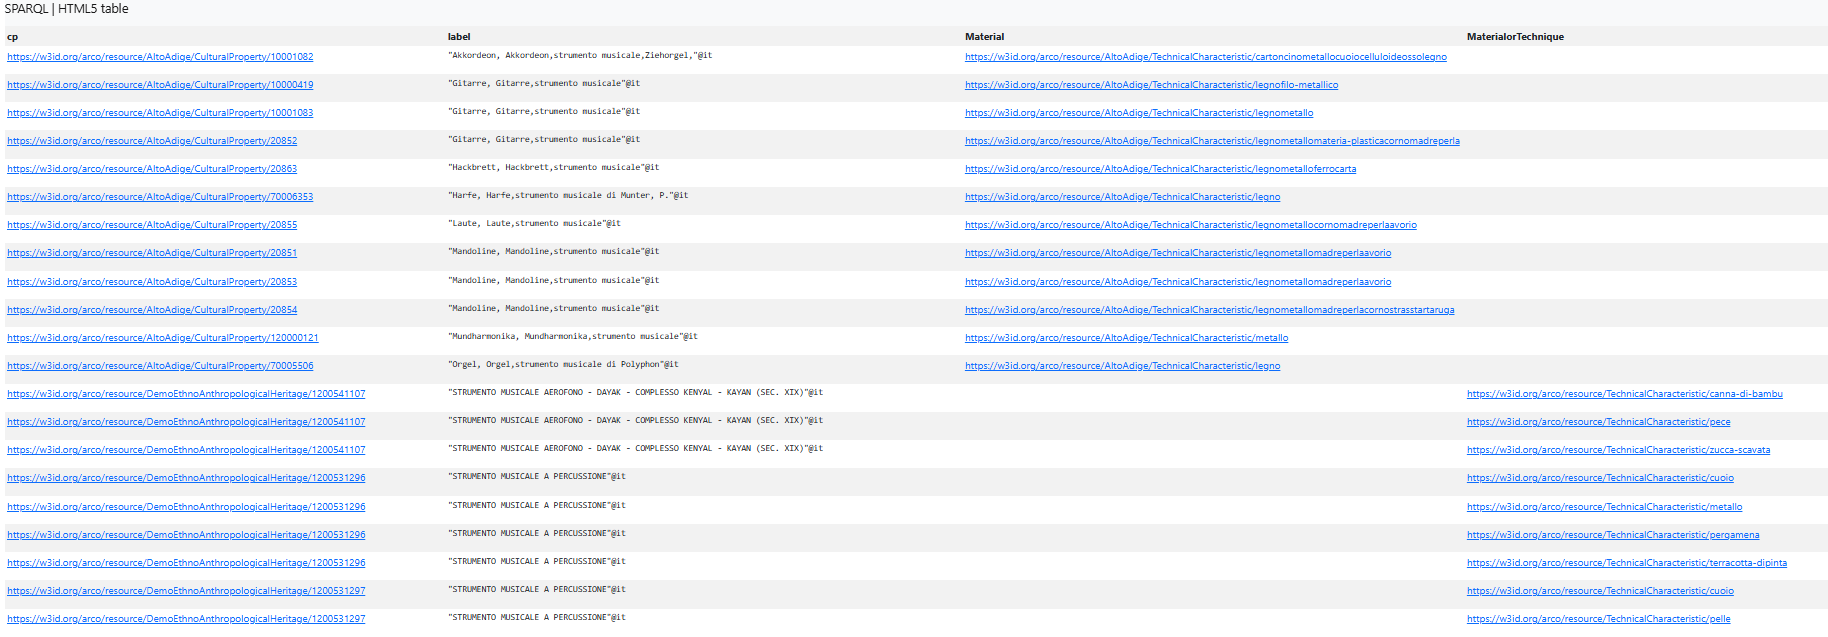 SPARQL | HTML5 table
cp label Material MaterialorTechnique
https://w3id.org/arco/resource/AltoAdige/CulturalProperty/10001082 "Akkordeon, Akkordeon,strumento musicale,Ziehorgel,"@it https://w3id.org/arco/resource/AltoAdige/TechnicalCharacteristic/cartoncinometallocuoiocelluloideossolegno
https://w3id.org/arco/resource/AltoAdige/CulturalProperty/10000419 "Gitarre, Gitarre,strumento musicale"@it https://w3id.org/arco/resource/AltoAdige/TechnicalCharacteristic/legnofilo-metallico
https://w3id.org/arco/resource/AltoAdige/CulturalProperty/10001083 "Gitarre, Gitarre,strumento musicale"@it https://w3id.org/arco/resource/AltoAdige/TechnicalCharacteristic/legnometallo
https://w3id.org/arco/resource/AltoAdige/CulturalProperty/20852 "Gitarre, Gitarre,strumento musicale"@it https://w3id.org/arco/resource/AltoAdige/TechnicalCharacteristic/legnometallomateria-plasticacornomadreperla
https://w3id.org/arco/resource/AltoAdige/CulturalProperty/20863 "Hackbrett, Hackbrett,strumento musicale"@it https://w3id.org/arco/resource/AltoAdige/TechnicalCharacteristic/legnometalloferrocarta
https://w3id.org/arco/resource/AltoAdige/CulturalProperty/70006353 "Harfe, Harfe,strumento musicale di Munter, P."@it https://w3id.org/arco/resource/AltoAdige/TechnicalCharacteristic/legno
https://w3id.org/arco/resource/AltoAdige/CulturalProperty/20855 "Laute, Laute,strumento musicale"@it https://w3id.org/arco/resource/AltoAdige/TechnicalCharacteristic/legnometallocornomadreperlaavorio
https://w3id.org/arco/resource/AltoAdige/CulturalProperty/20851 "Mandoline, Mandoline,strumento musicale"@it https://w3id.org/arco/resource/AltoAdige/TechnicalCharacteristic/legnometallomadreperlaavorio
https://w3id.org/arco/resource/AltoAdige/CulturalProperty/20853 "Mandoline, Mandoline,strumento musicale"@it https://w3id.org/arco/resource/AltoAdige/TechnicalCharacteristic/legnometallomadreperlaavorio
https://w3id.org/arco/resource/AltoAdige/CulturalProperty/20854 "Mandoline, Mandoline,strumento musicale"@it https://w3id.org/arco/resource/AltoAdige/TechnicalCharacteristic/legnometallomadreperlacornostrasstartaruga
https://w3id.org/arco/resource/AltoAdige/CulturalProperty/120000121 "Mundharmonika, Mundharmonika,strumento musicale"@it https://w3id.org/arco/resource/AltoAdige/TechnicalCharacteristic/metallo
https://w3id.org/arco/resource/AltoAdige/CulturalProperty/70005506 "Orgel, Orgel,strumento musicale di Polyphon"@it https://w3id.org/arco/resource/AltoAdige/TechnicalCharacteristic/legno
https://w3id.org/arco/resource/DemoEthnoAnthropologicalHeritage/1200541107 "STRUMENTO MUSICALE AEROFONO - DAYAK - COMPLESSO KENYAL - KAYAN (SEC. XIX)"@it https://w3id.org/arco/resource/TechnicalCharacteristic/canna-di-bambu
https://w3id.org/arco/resource/DemoEthnoAnthropologicalHeritage/1200541107 "STRUMENTO MUSICALE AEROFONO - DAYAK - COMPLESSO KENYAL - KAYAN (SEC. XIX)"@it https://w3id.org/arco/resource/TechnicalCharacteristic/pece
https://w3id.org/arco/resource/DemoEthnoAnthropologicalHeritage/1200541107 "STRUMENTO MUSICALE AEROFONO - DAYAK - COMPLESSO KENYAL - KAYAN (SEC. XIX)"@it https://w3id.org/arco/resource/TechnicalCharacteristic/zucca-scavata
https://w3id.org/arco/resource/DemoEthnoAnthropologicalHeritage/1200531296 "STRUMENTO MUSICALE A PERCUSSIONE"@it https://w3id.org/arco/resource/TechnicalCharacteristic/cuoio
https://w3id.org/arco/resource/DemoEthnoAnthropologicalHeritage/1200531296 "STRUMENTO MUSICALE A PERCUSSIONE"@it https://w3id.org/arco/resource/TechnicalCharacteristic/metallo
https://w3id.org/arco/resource/DemoEthnoAnthropologicalHeritage/1200531296 "STRUMENTO MUSICALE A PERCUSSIONE"@it https://w3id.org/arco/resource/TechnicalCharacteristic/pergamena
https://w3id.org/arco/resource/DemoEthnoAnthropologicalHeritage/1200531296 "STRUMENTO MUSICALE A PERCUSSIONE"@it https://w3id.org/arco/resource/TechnicalCharacteristic/terracotta-dipinta
https://w3id.org/arco/resource/DemoEthnoAnthropologicalHeritage/1200531297 "STRUMENTO MUSICALE A PERCUSSIONE"@it https://w3id.org/arco/resource/TechnicalCharacteristic/cuoio
https://w3id.org/arco/resource/DemoEthnoAnthropologicalHeritage/1200531297 "STRUMENTO MUSICALE A PERCUSSIONE"@it https://w3id.org/arco/resource/TechnicalCharacteristic/pelle